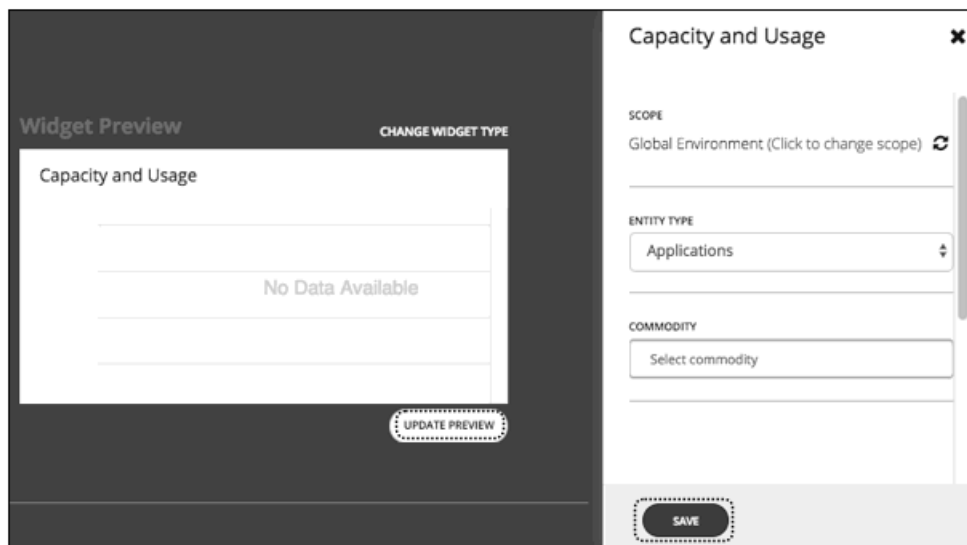 Widget Preview
CHANGE WIDGET TYPE
Capacity and Usage
No Data Available
UPDATE PREVIEW
Capacity and Usage
SCOPE
Global Environment (Click to change scope)
ENTITY TYPE
Applications
COMMODITY
Select commodity
SAVE